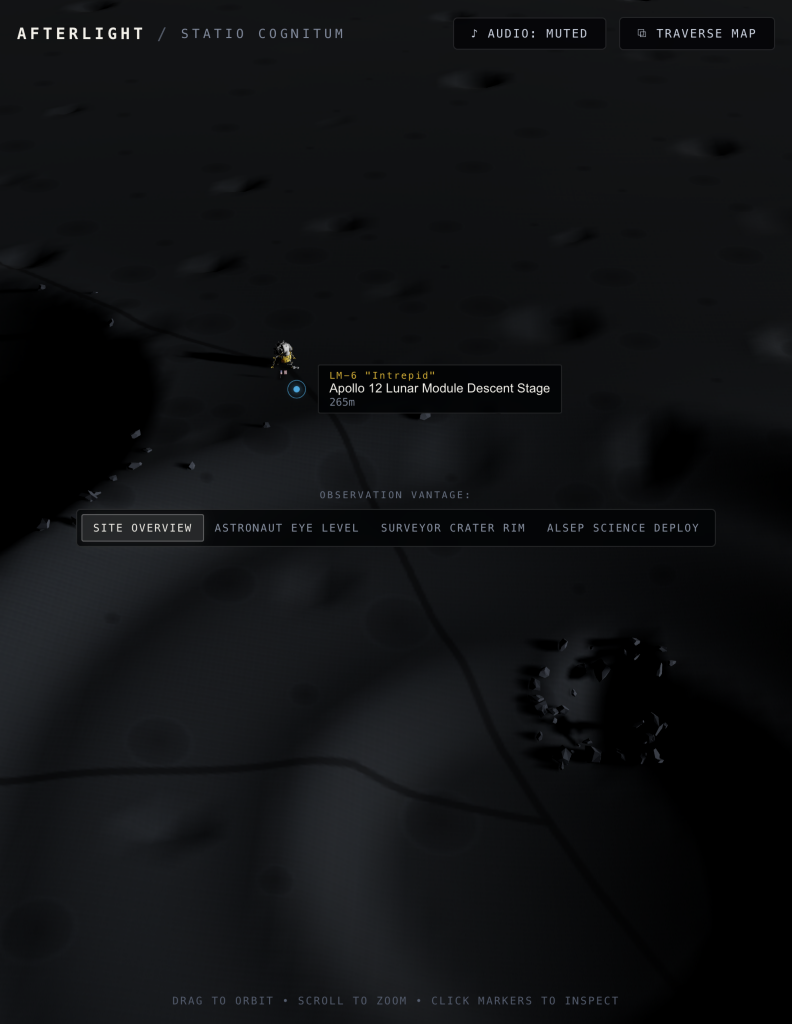 AFTERLIGHT / STATIO COGNITUM
♪ AUDIO: MUTED
TRAVERSE MAP
LM-6 "Intrepid"
Apollo 12 Lunar Module Descent Stage
265m
OBSERVATION VANTAGE:
SITE OVERVIEW ASTRONAUT EYE LEVEL SURVEYOR CRATER RIM ALSEP SCIENCE DEPLOY
DRAG TO ORBIT • SCROLL TO ZOOM • CLICK MARKERS TO INSPECT